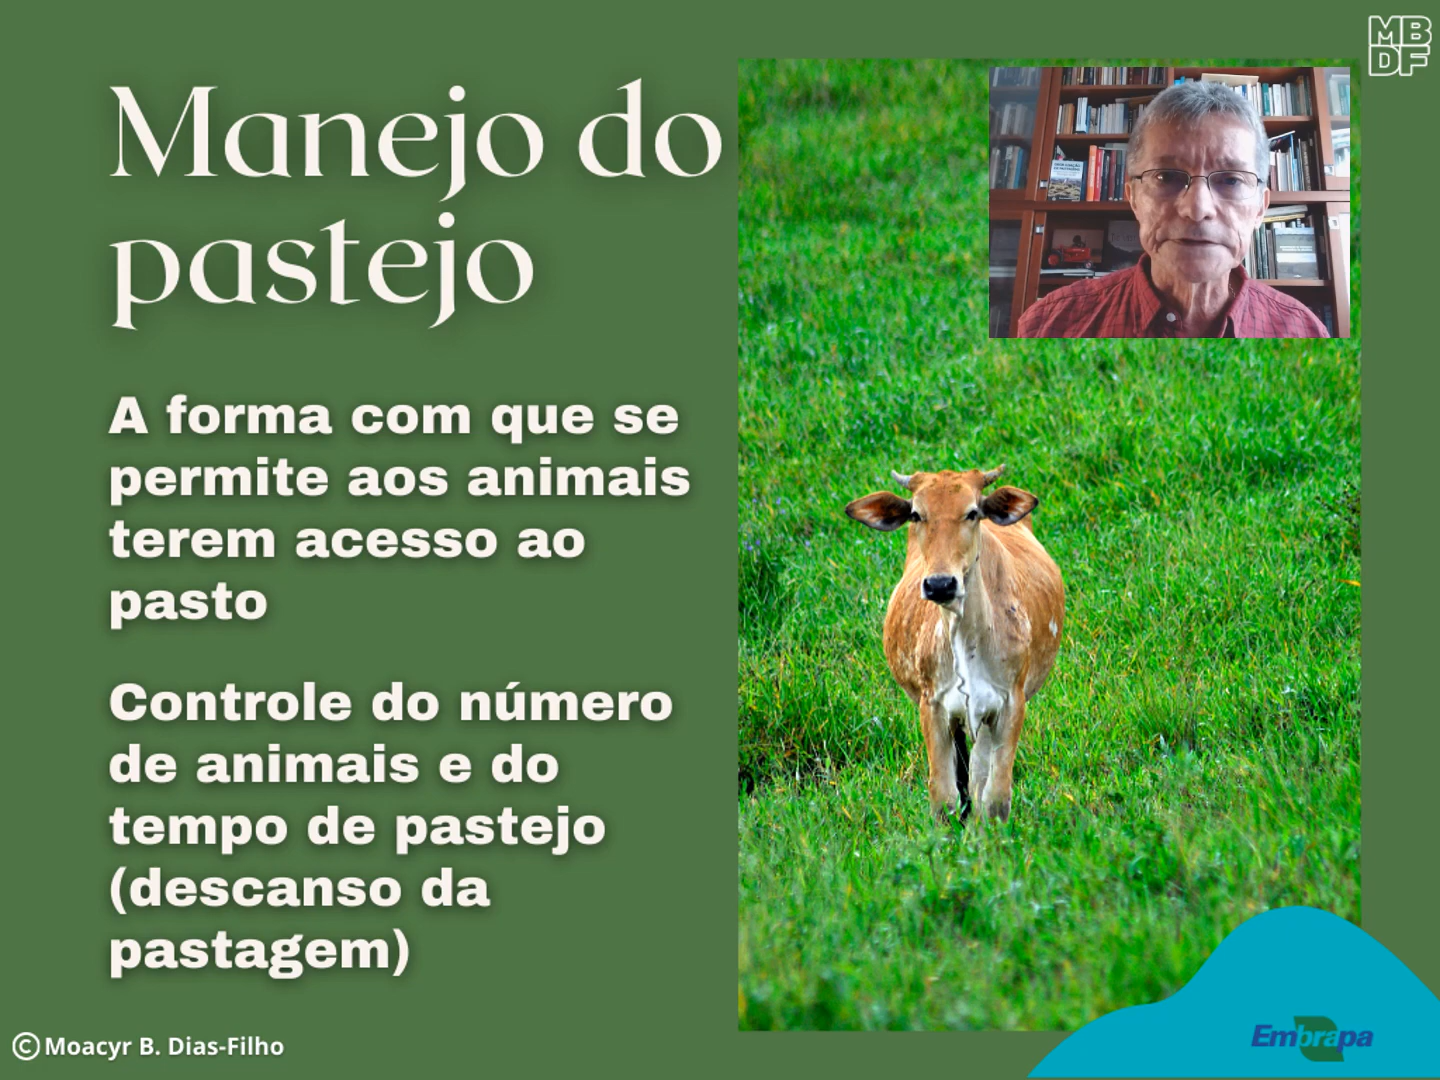 MB
DF
Manejo do
pastejo
A forma com que se
permite aos animais
terem acesso ao
pasto
Controle do número
de animais e do
tempo de pastejo
(descanso da
pastagem)
©Moacyr B. Dias-Filho
Embrapa